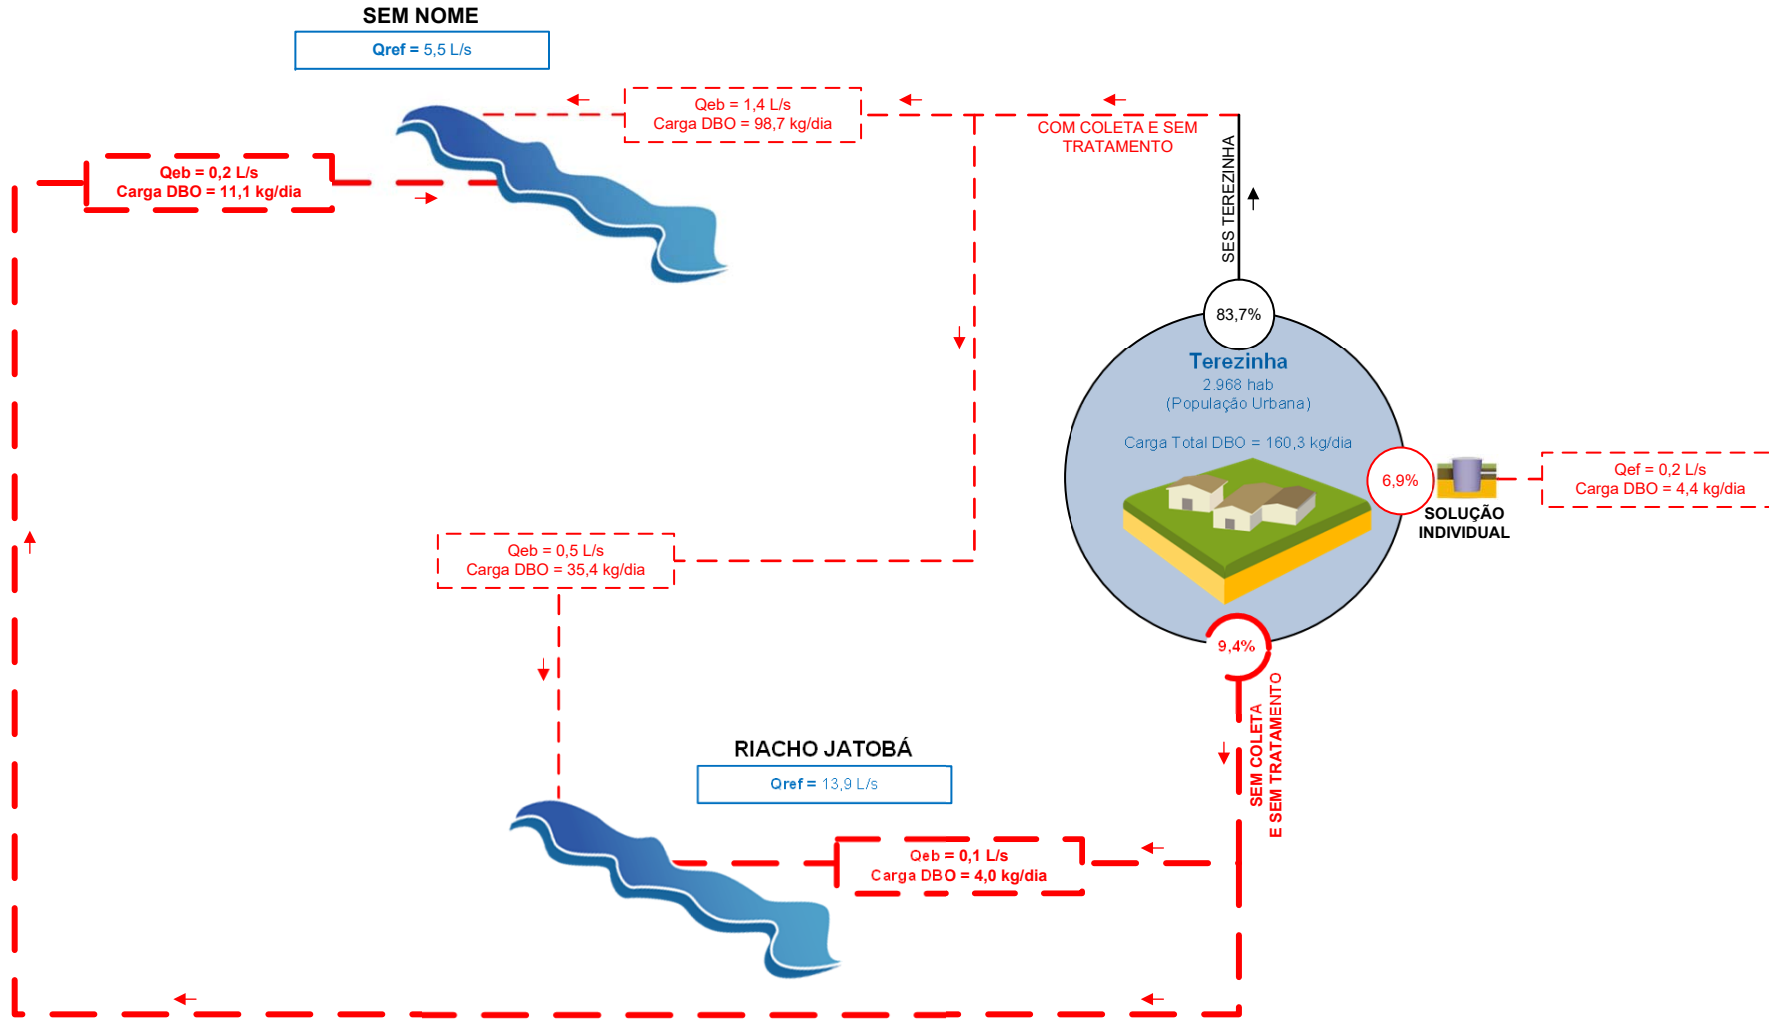 SEM NOME
Qref = 5,5 L/s
Qeb = 1,4 L/s
Carga DBO = 98,7 kg/dia
COM COLETA E SEM
TRATAMENTO
Qeb = 0,2 L/s
Carga DBO = 11,1 kg/dia
SES TEREZINHA
83,7%
Terezinha
2.968 hab
(População Urbana)
Carga Total DBO = 160,3 kg/dia
6,9%
SOLUÇÃO
INDIVIDUAL
Qef = 0,2 L/s
Carga DBO = 4,4 kg/dia
Qeb = 0,5 L/s
Carga DBO = 35,4 kg/dia
9,4%
SEM COLETA
E SEM TRATAMENTO
RIACHO JATOBÁ
Qref = 13,9 L/s
Qeb = 0,1 L/s
Carga DBO = 4,0 kg/dia